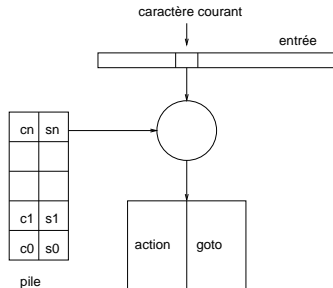 caractère courant
entrée
cn sn
c1 s1
c0 s0
action goto
pile